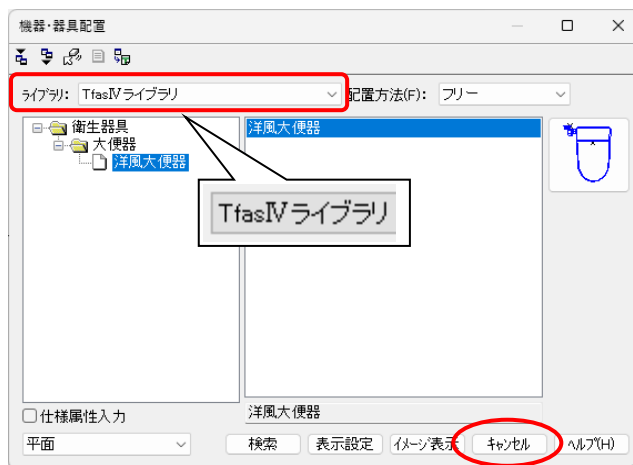 機器・器具配置
ﾗｲﾌﾞﾗﾘ: TfasⅣライブラリ 配置方法(F): フリー
衛生器具
大便器
洋風大便器
洋風大便器
TfasⅣライブラリ
洋風大便器
仕様属性入力
平面 検索 表示設定 ｲﾒｰｼﾞ表示 ｷｬﾝｾﾙ ﾍﾙﾌﾟ(H)